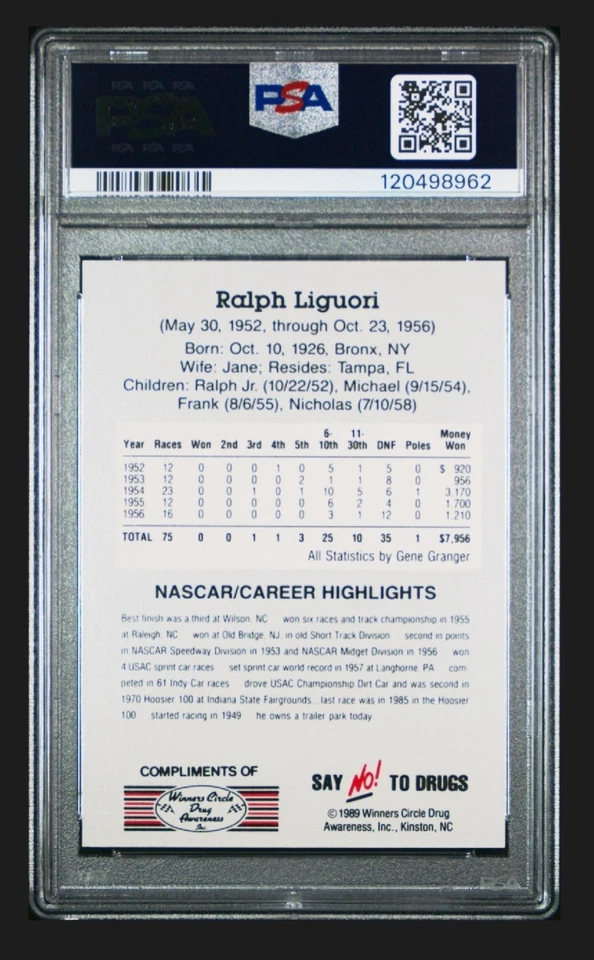 PSA PSA PSA
PSA
PSA PSA PSA
PSA
120498962
Ralph Liguori
(May 30, 1952, through Oct. 23, 1956)
Born: Oct. 10, 1926, Bronx, NY
Wife: Jane; Resides: Tampa, FL
Children: Ralph Jr. (10/22/52), Michael (9/15/54),
Frank (8/6/55), Nicholas (7/10/58)
6- 11- Money
Year Races Won 2nd 3rd 4th 5th 10th 30th DNF Poles Won
1952 12 0 0 0 1 0 5 1 5 0 $ 920
1953 12 0 0 0 0 2 1 1 8 0 956
1954 23 0 0 1 0 1 10 5 6 1 3,170
1955 12 0 0 0 0 0 6 2 4 0 1,700
1956 16 0 0 0 0 0 3 1 12 0 1,210
TOTAL 75 0 0 1 1 3 25 10 35 1 $7,956
All Statistics by Gene Granger
NASCAR/CAREER HIGHLIGHTS
Best finish was a third at Wilson, NC won six races and track championship in 1955
at Raleigh, NC won at Old Bridge, NJ, in old Short Track Division second in points
in NASCAR Speedway Division in 1953 and NASCAR Midget Division in 1956 won
4 USAC sprint car races set sprint car world record in 1957 at Langhorne, PA com
peted in 61 Indy Car races drove USAC Championship Dirt Car and was second in
1970 Hoosier 100 at Indiana State Fairgrounds last race was in 1985 in the Hoosier
100 started racing in 1949 he owns a trailer park today.
COMPLIMENTS OF
Winners Circle
Drug
Awareness
Inc.
SAY No! TO DRUGS
©1989 Winners Circle Drug
Awareness, Inc., Kinston, NC
PSA